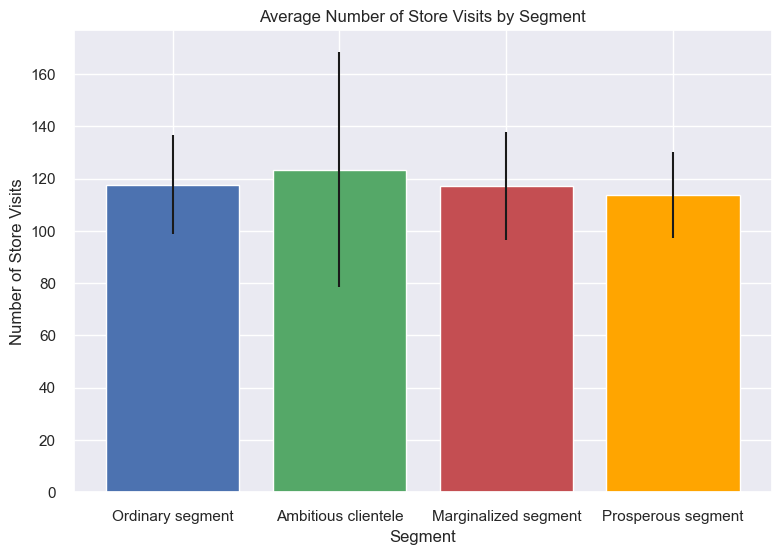 Average Number of Store Visits by Segment
Number of Store Visits
160
140
120
100
80
60
40
20
0
Ordinary segment
Ambitious clientele
Marginalized segment
Prosperous segment
Segment